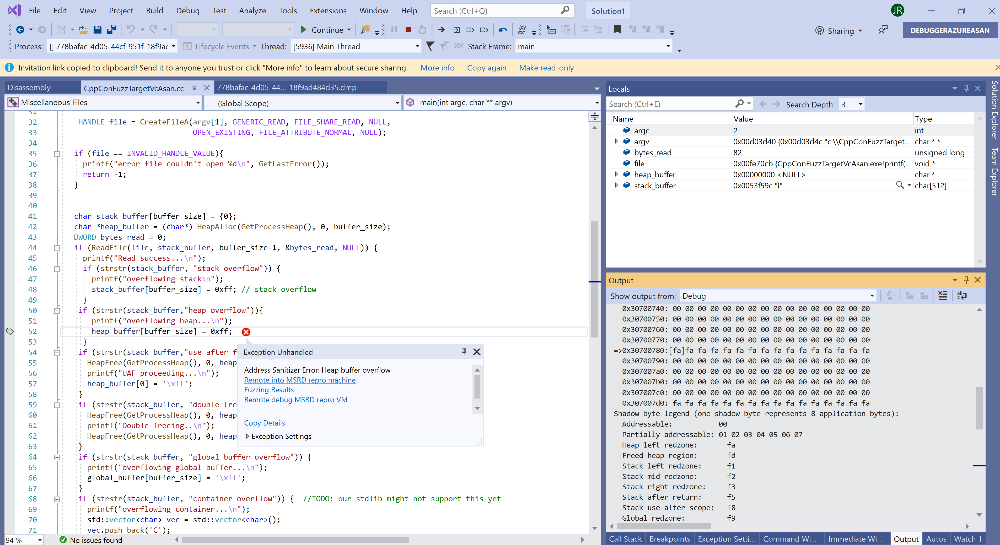 File Edit View Project Build Debug Test Analyze Tools Extensions Window Help Search (Ctrl+Q) Solution1 JR
Continue Sharing DEBUGGERAZUREASAN
Process: [] 778bafac-4d05-44cf-951f-18f9ac Lifecycle Events Thread: [5936] Main Thread Stack Frame: main
Invitation link copied to clipboard! Send it to anyone you trust or click "More info" to learn about secure sharing. More info Copy again Make read-only
Disassembly CppConFuzzTargetVcAsan.cc 778bafac-4d05-44...-18f9ad484d35.dmp
Miscellaneous Files (Global Scope) main(int argc, char ** argv)
31
32 HANDLE file = CreateFileA(argv[1], GENERIC_READ, FILE_SHARE_READ, NULL,
33 OPEN_EXISTING, FILE_ATTRIBUTE_NORMAL, NULL);
34
35 if (file == INVALID_HANDLE_VALUE){
36 printf("error file couldn't open %d\n", GetLastError());
37 return -1;
38 }
39
40
41 char stack_buffer[buffer_size] = {0};
42 char *heap_buffer = (char*) HeapAlloc(GetProcessHeap(), 0, buffer_size);
43 DWORD bytes_read = 0;
44 if (ReadFile(file, stack_buffer, buffer_size-1, &bytes_read, NULL)) {
45 printf("Read success...\n");
46 if (strstr(stack_buffer, "stack overflow")) {
47 printf("overflowing stack\n");
48 stack_buffer[buffer_size] = 0xff; // stack overflow
49 }
50 if (strstr(stack_buffer,"heap overflow")){
51 printf("overflowing heap...\n");
52 heap_buffer[buffer_size] = 0xff;
53 }
54 if (strstr(stack_buffer,"use after f
55 HeapFree(GetProcessHeap(), 0, heap_
56 printf("UAF proceeding...\n");
57 heap_buffer[0] = '\xff';
58 }
59 if (strstr(stack_buffer, "double fre
60 HeapFree(GetProcessHeap(), 0, heap_
61 printf("Double freeing..\n");
62 HeapFree(GetProcessHeap(), 0, heap_
63 }
64 if (strstr(stack_buffer, "global buffer overflow")) {
65 printf("overflowing global buffer...\n");
66 global_buffer[buffer_size] = '\xff';
67 }
68 if (strstr(stack_buffer, "container overflow")) { //TODO: our stdlib might not support this yet
69 printf("overflowing container...\n");
70 std::vector<char> vec = std::vector<char>();
71 vec.push_back('C');
Exception Unhandled
Address Sanitizer Error: Heap buffer overflow
Remote into MSRD repro machine
Fuzzing Results
Remote debug MSRD repro VM
Copy Details
Exception Settings
94 % No issues found
Locals
Search (Ctrl+E) Search Depth: 3
Name Value Type
argc 2 int
argv 0x00d03d40 {0x00d03d4c "c:\\CppConFuzzTarget... char * *
bytes_read 82 unsigned long
file 0x00fe70cb {CppConFuzzTargetVcAsan.exe!printf(... void *
heap_buffer 0x00000000 <NULL> char *
stack_buffer 0x0053f59c "ì" char[512]
Output
Show output from: Debug
0x30700740: 00 00 00 00 00 00 00 00 00 00 00 00 00 00 00 00
0x30700750: 00 00 00 00 00 00 00 00 00 00 00 00 00 00 00 00
0x30700760: 00 00 00 00 00 00 00 00 00 00 00 00 00 00 00 00
0x30700770: 00 00 00 00 00 00 00 00 00 00 00 00 00 00 00 00
=>0x30700780:[fa]fa fa fa fa fa fa fa fa fa fa fa fa fa fa fa
0x30700790: 00 00 00 00 00 00 00 00 00 00 00 00 00 00 00 00
0x307007a0: 00 00 00 00 00 00 00 00 00 00 00 00 00 00 00 00
0x307007b0: 00 00 00 00 00 00 00 00 00 00 00 00 00 00 00 00
0x307007c0: 00 00 00 00 00 00 00 00 00 00 00 00 00 00 00 00
0x307007d0: fa fa fa fa fa fa fa fa fa fa fa fa fa fa fa fa
Shadow byte legend (one shadow byte represents 8 application bytes):
Addressable: 00
Partially addressable: 01 02 03 04 05 06 07
Heap left redzone: fa
Freed heap region: fd
Stack left redzone: f1
Stack mid redzone: f2
Stack right redzone: f3
Stack after return: f5
Stack use after scope: f8
Global redzone: f9
Call Stack Breakpoints Exception Setti... Command Wi... Immediate Wi... Output Autos Watch 1
Solution Explorer
Team Explorer